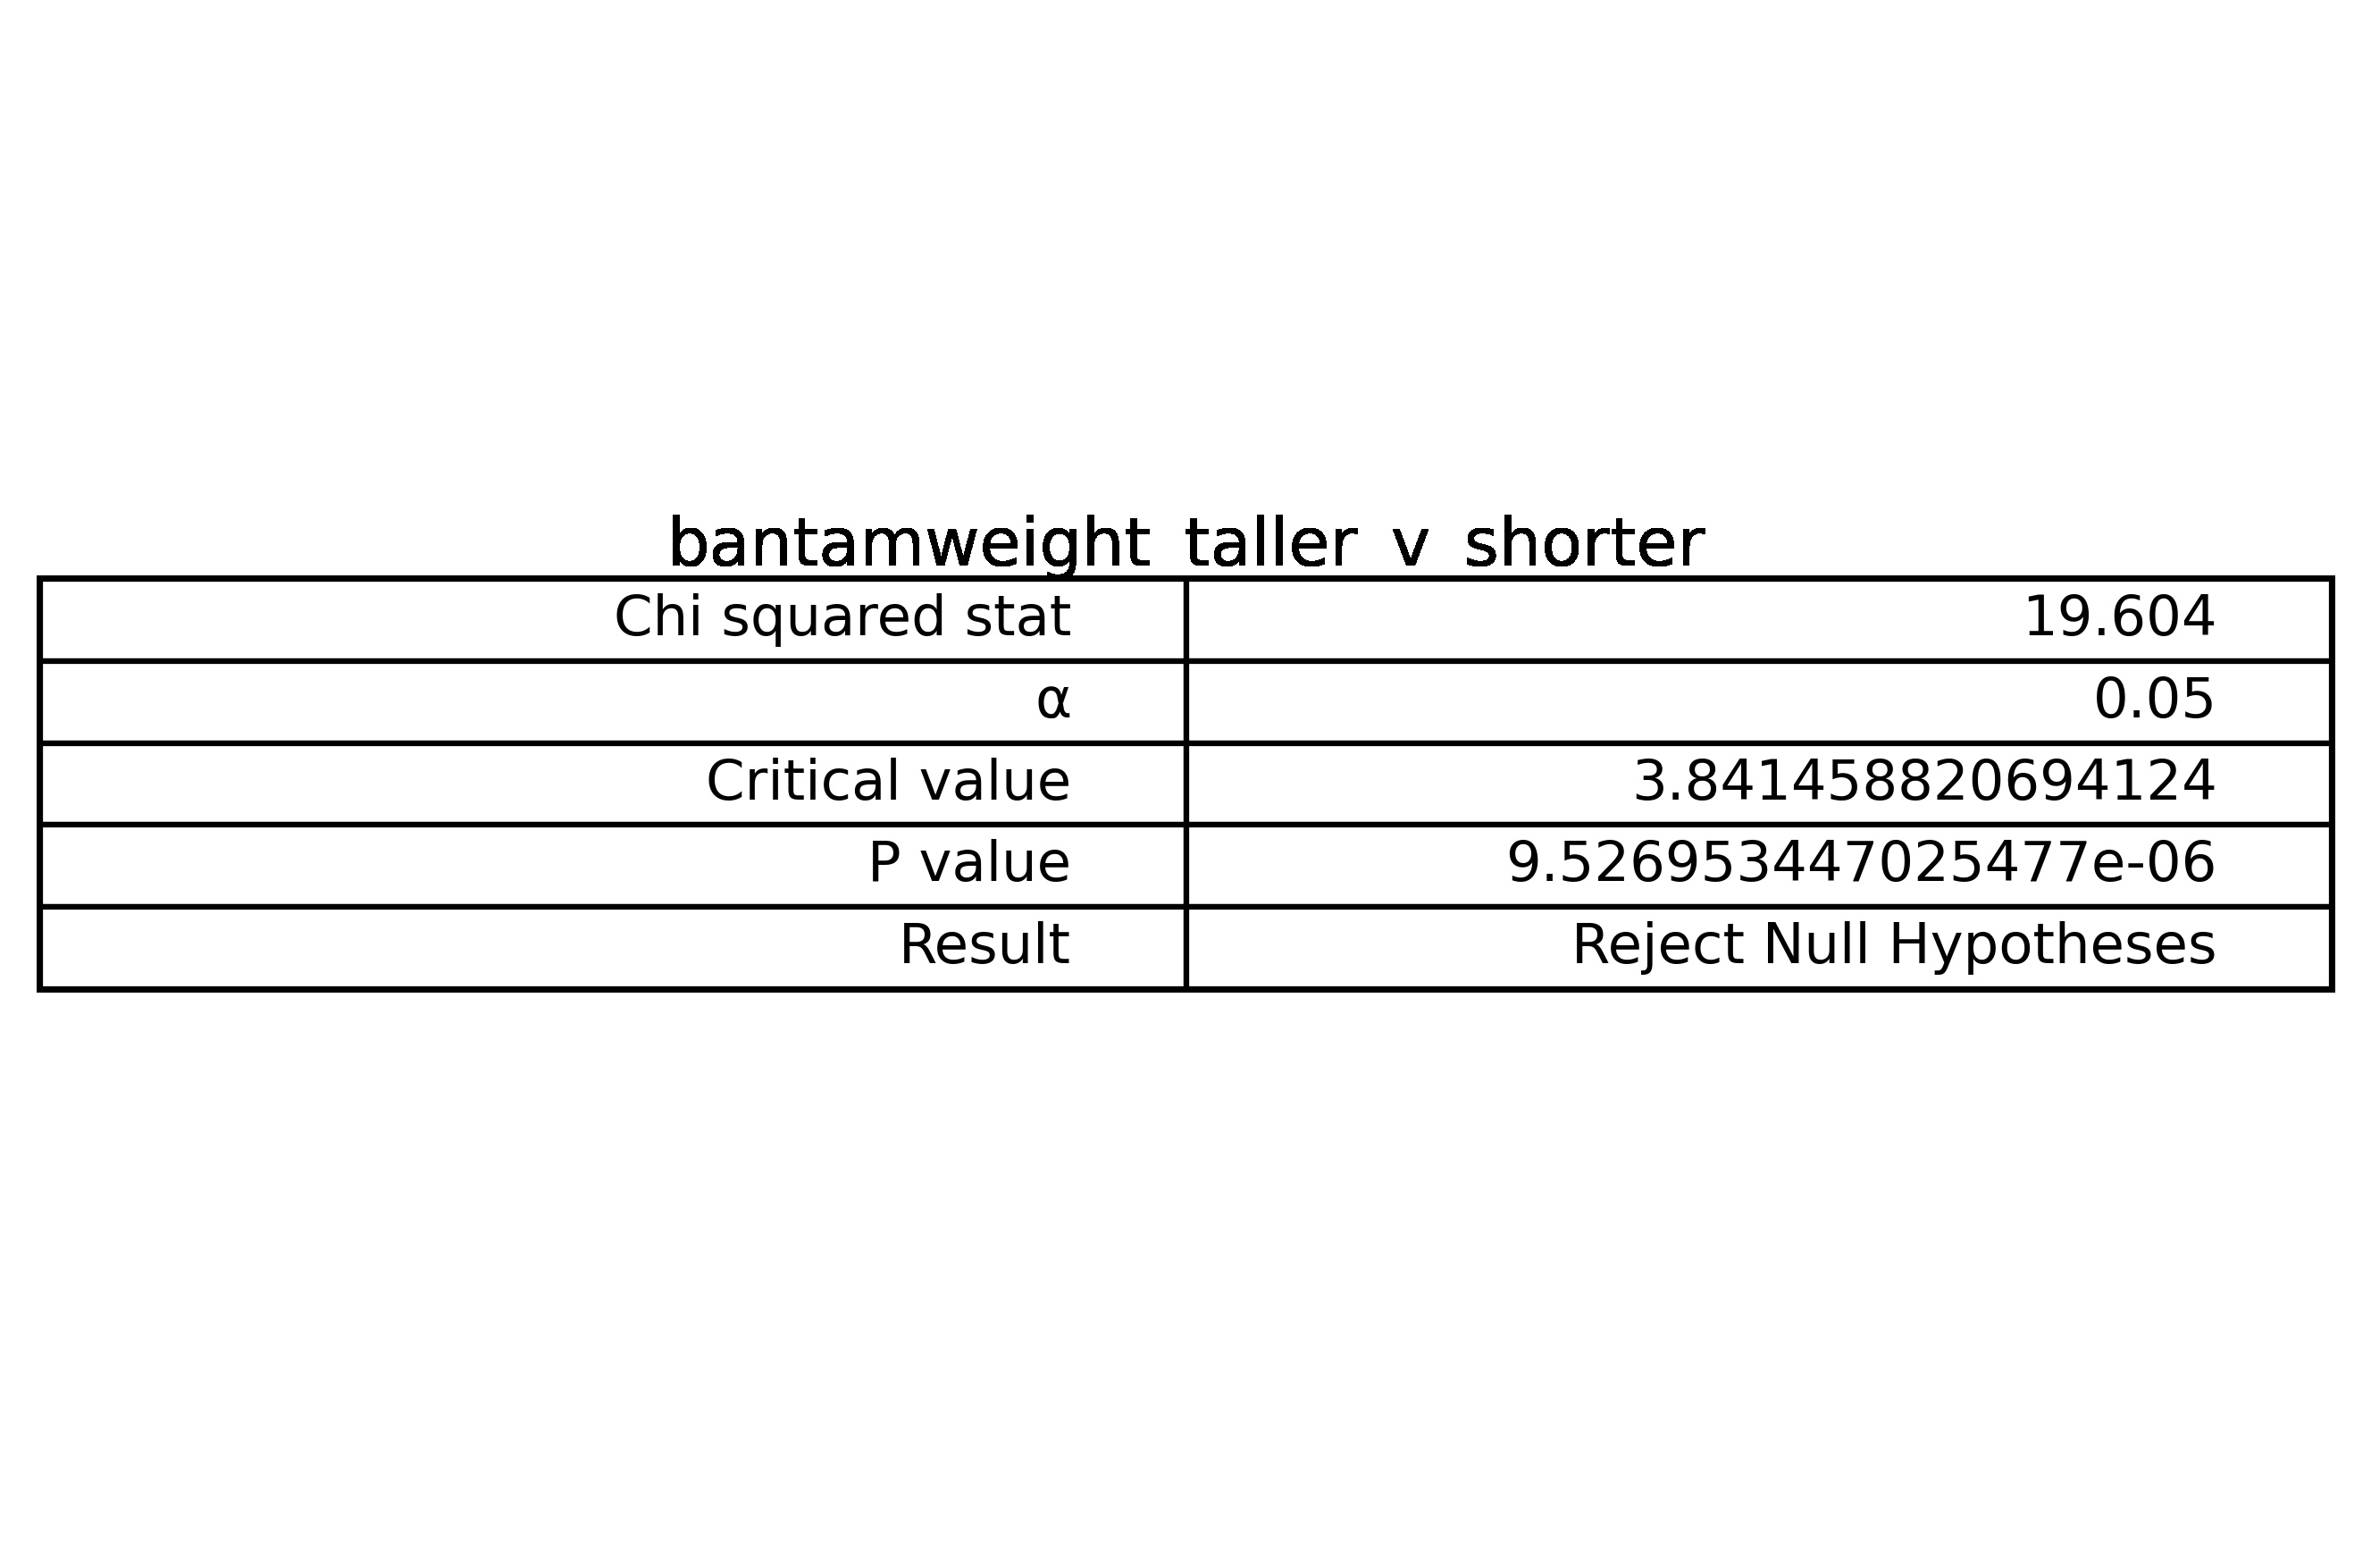 bantamweight taller v shorter
Chi squared stat 19.604
α 0.05
Critical value 3.841458820694124
P value 9.526953447025477e-06
Result Reject Null Hypotheses